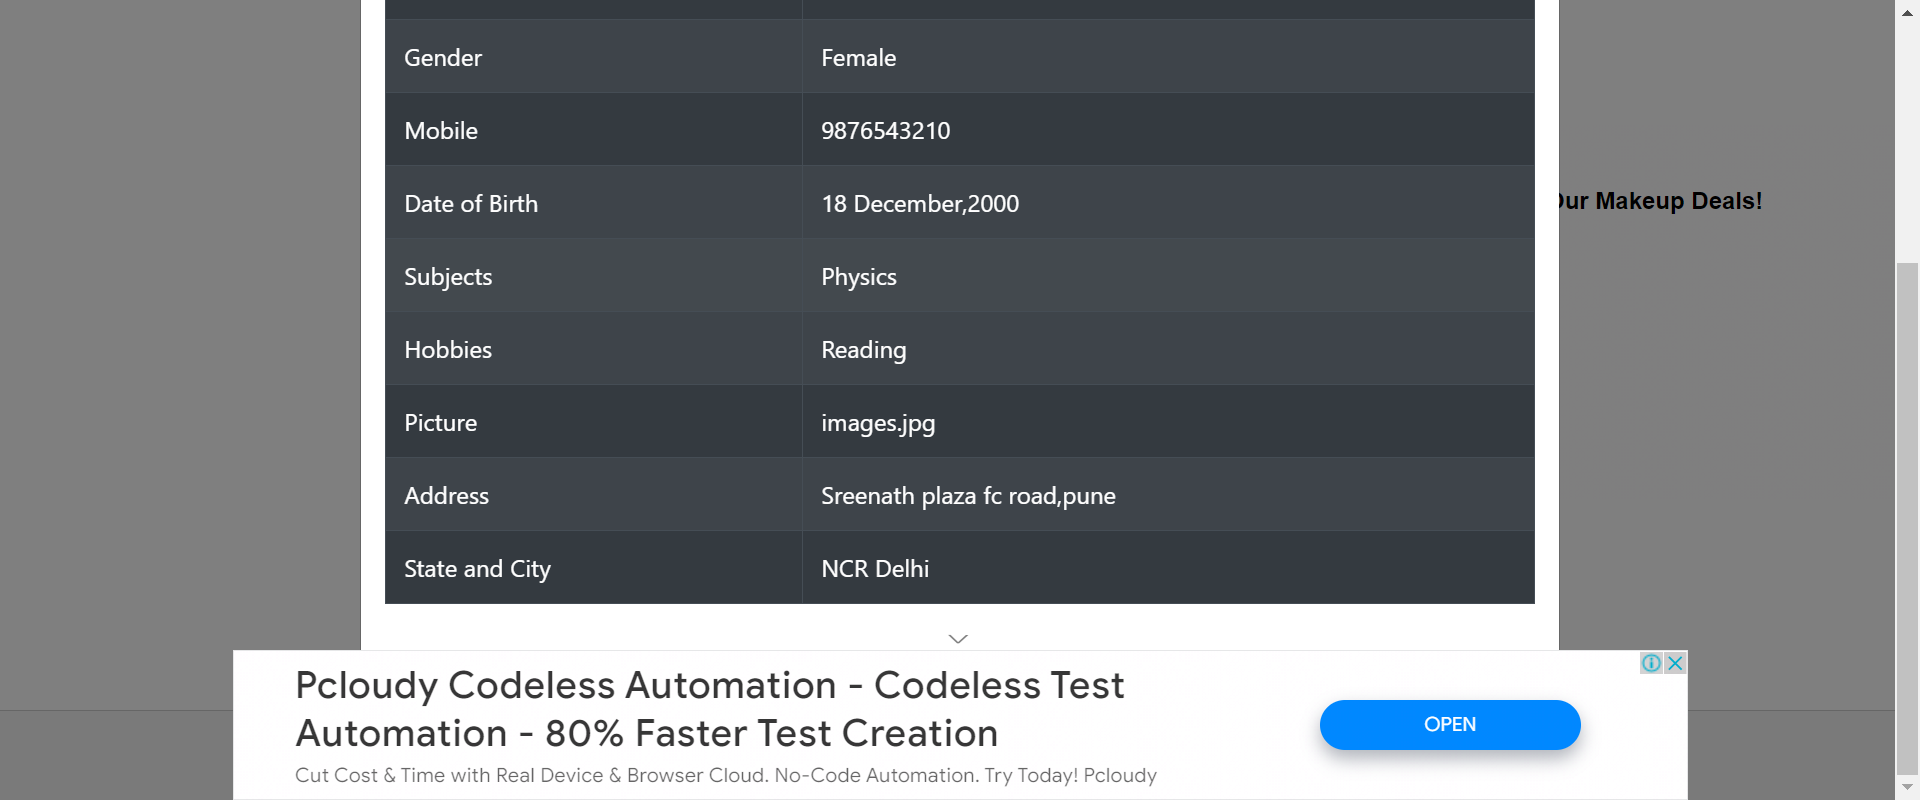 Gender Female
Mobile 9876543210
Date of Birth 18 December,2000
Our Makeup Deals!
Subjects Physics
Hobbies Reading
Picture images.jpg
Address Sreenath plaza fc road,pune
State and City NCR Delhi
Pcloudy Codeless Automation - Codeless Test
Automation - 80% Faster Test Creation
OPEN
Cut Cost & Time with Real Device & Browser Cloud. No-Code Automation. Try Today! Pcloudy